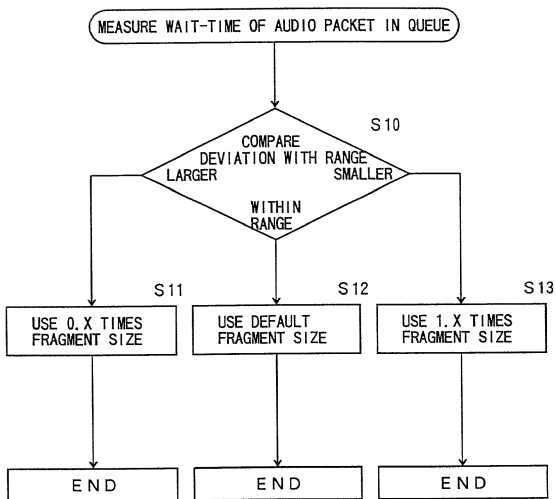 MEASURE WAIT-TIME OF AUDIO PACKET IN QUEUE
S10
COMPARE
DEVIATION WITH RANGE
LARGER
SMALLER
WITHIN
RANGE
S11
USE 0.X TIMES
FRAGMENT SIZE
S12
USE DEFAULT
FRAGMENT SIZE
S13
USE 1.X TIMES
FRAGMENT SIZE
END
END
END